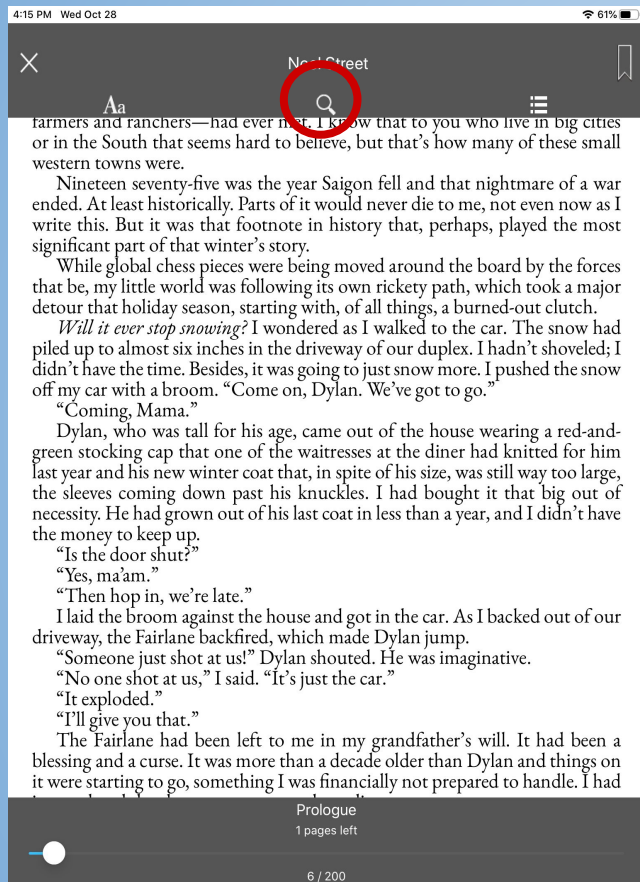 4:15 PM Wed Oct 28 61%
Noel Street
Aa
farmers and ranchers—had ever met. I know that to you who live in big cities
or in the South that seems hard to believe, but that’s how many of these small
western towns were.
Nineteen seventy-five was the year Saigon fell and that nightmare of a war
ended. At least historically. Parts of it would never die to me, not even now as I
write this. But it was that footnote in history that, perhaps, played the most
significant part of that winter’s story.
While global chess pieces were being moved around the board by the forces
that be, my little world was following its own rickety path, which took a major
detour that holiday season, starting with, of all things, a burned-out clutch.
Will it ever stop snowing? I wondered as I walked to the car. The snow had
piled up to almost six inches in the driveway of our duplex. I hadn’t shoveled; I
didn’t have the time. Besides, it was going to just snow more. I pushed the snow
off my car with a broom. “Come on, Dylan. We’ve got to go.”
“Coming, Mama.”
Dylan, who was tall for his age, came out of the house wearing a red-and-
green stocking cap that one of the waitresses at the diner had knitted for him
last year and his new winter coat that, in spite of his size, was still way too large,
the sleeves coming down past his knuckles. I had bought it that big out of
necessity. He had grown out of his last coat in less than a year, and I didn’t have
the money to keep up.
“Is the door shut?”
“Yes, ma’am.”
“Then hop in, we’re late.”
I laid the broom against the house and got in the car. As I backed out of our
driveway, the Fairlane backfired, which made Dylan jump.
“Someone just shot at us!” Dylan shouted. He was imaginative.
“No one shot at us,” I said. “It’s just the car.”
“It exploded.”
“I’ll give you that.”
The Fairlane had been left to me in my grandfather’s will. It had been a
blessing and a curse. It was more than a decade older than Dylan and things on
it were starting to go, something I was financially not prepared to handle. I had
Prologue
1 pages left
6 / 200